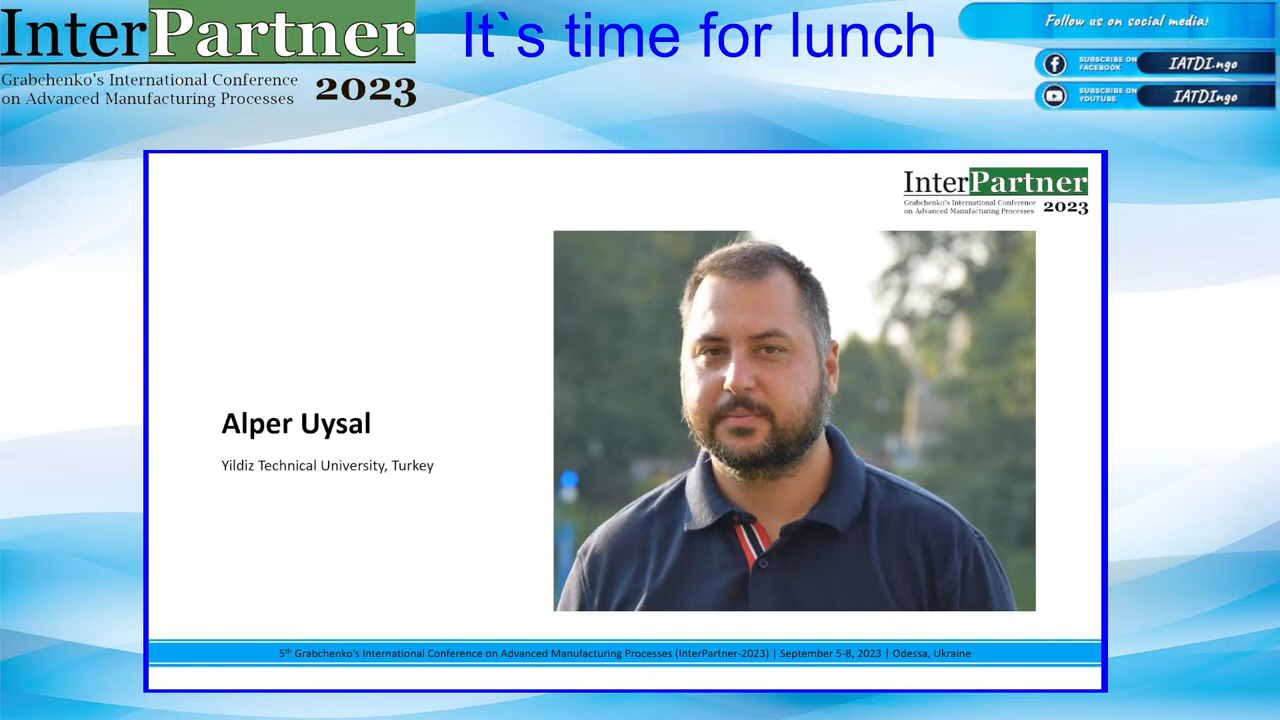 InterPartner
Grabchenko's International Conference
on Advanced Manufacturing Processes
2023
It`s time for lunch
Follow us on social media!
SUBSCRIBE ON
FACEBOOK
IATDI.ngo
SUBSCRIBE ON
YOUTUBE
IATDIngo
InterPartner
Grabchenko's International Conference
on Advanced Manufacturing Processes
2023
Alper Uysal
Yildiz Technical University, Turkey
5th Grabchenko's International Conference on Advanced Manufacturing Processes (InterPartner-2023) | September 5-8, 2023 | Odessa, Ukraine